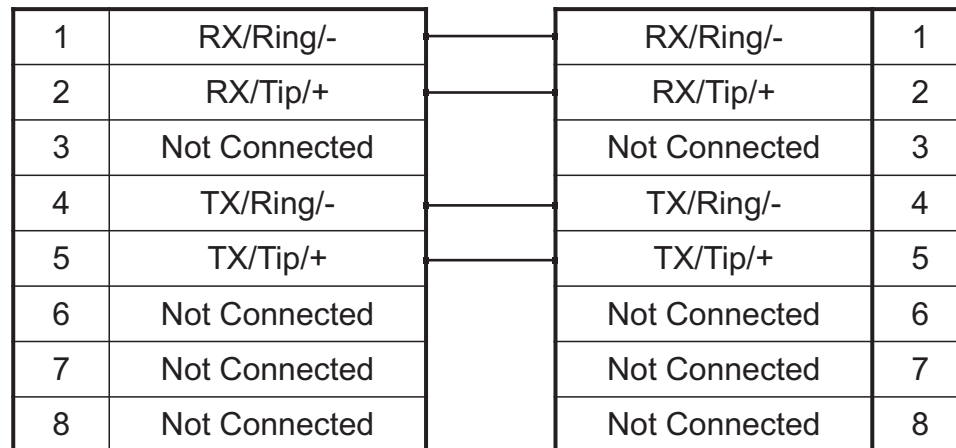 1 RX/Ring/- RX/Ring/- 1
2 RX/Tip/+ RX/Tip/+ 2
3 Not Connected Not Connected 3
4 TX/Ring/- TX/Ring/- 4
5 TX/Tip/+ TX/Tip/+ 5
6 Not Connected Not Connected 6
7 Not Connected Not Connected 7
8 Not Connected Not Connected 8